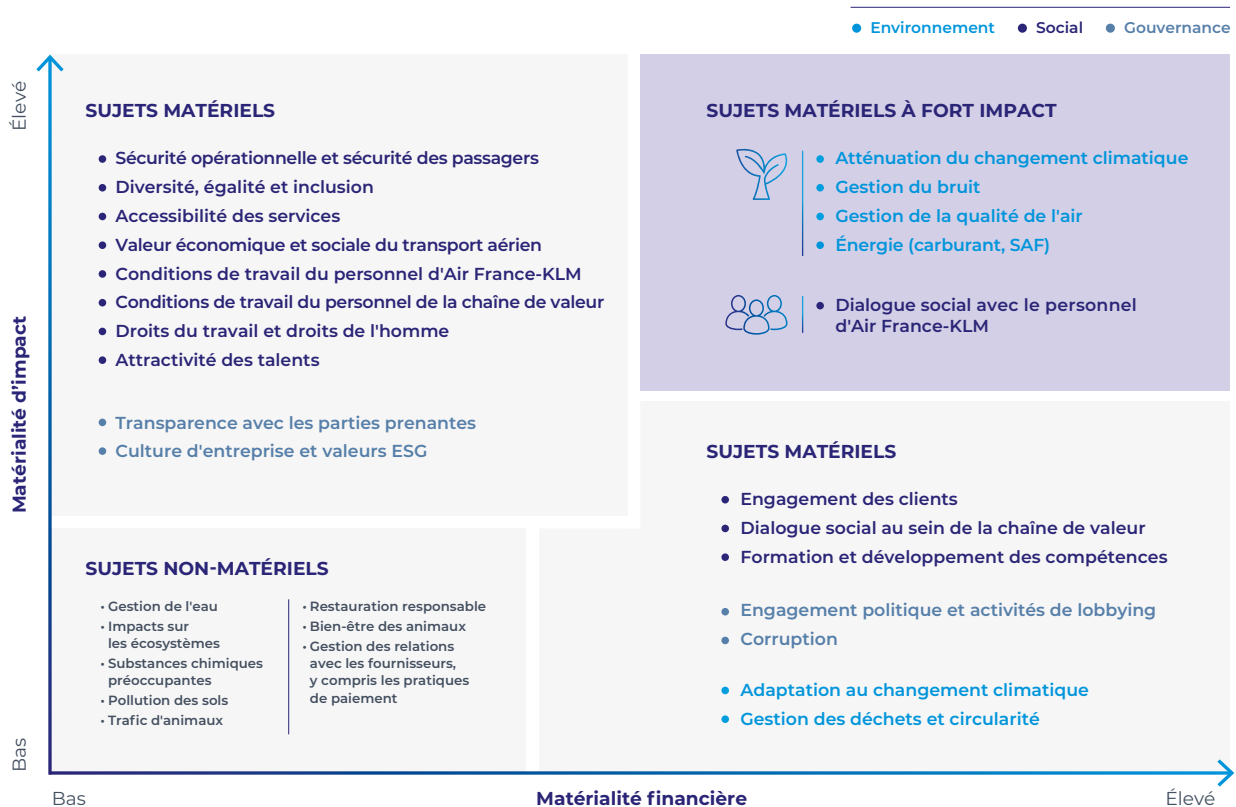 Environnement
Social
Gouvernance
Élevé
Matérialité d'impact
Bas
SUJETS MATÉRIELS
• Sécurité opérationnelle et sécurité des passagers
• Diversité, égalité et inclusion
• Accessibilité des services
• Valeur économique et sociale du transport aérien
• Conditions de travail du personnel d'Air France-KLM
• Conditions de travail du personnel de la chaîne de valeur
• Droits du travail et droits de l'homme
• Attractivité des talents
• Transparence avec les parties prenantes
• Culture d'entreprise et valeurs ESG
SUJETS MATÉRIELS À FORT IMPACT
• Atténuation du changement climatique
• Gestion du bruit
• Gestion de la qualité de l'air
• Énergie (carburant, SAF)
• Dialogue social avec le personnel
d'Air France-KLM
SUJETS NON-MATÉRIELS
• Gestion de l'eau
• Impacts sur
les écosystèmes
• Substances chimiques
préoccupantes
• Pollution des sols
• Trafic d'animaux
• Restauration responsable
• Bien-être des animaux
• Gestion des relations
avec les fournisseurs,
y compris les pratiques
de paiement
SUJETS MATÉRIELS
• Engagement des clients
• Dialogue social au sein de la chaîne de valeur
• Formation et développement des compétences
• Engagement politique et activités de lobbying
• Corruption
• Adaptation au changement climatique
• Gestion des déchets et circularité
Bas
Matérialité financière
Élevé